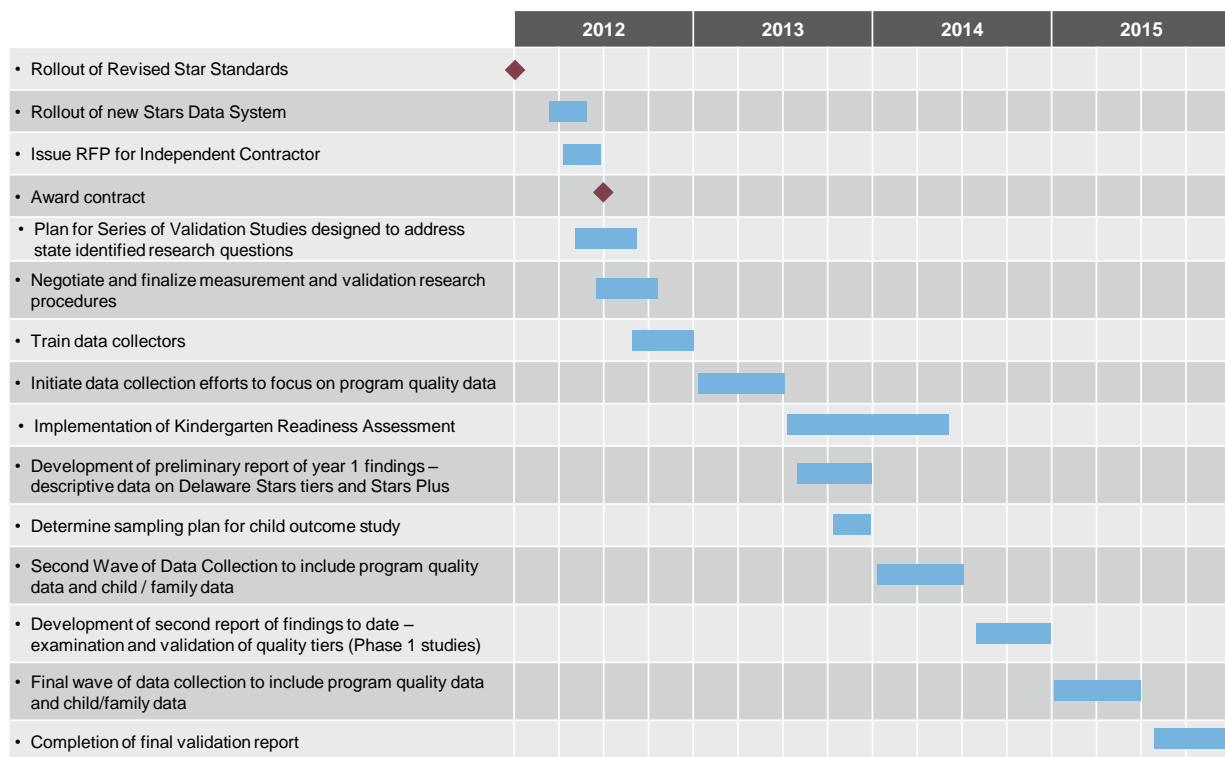 2012 2013 2014 2015
• Rollout of Revised Star Standards
• Rollout of new Stars Data System
• Issue RFP for Independent Contractor
• Award contract
• Plan for Series of Validation Studies designed to address
state identified research questions
• Negotiate and finalize measurement and validation research
procedures
• Train data collectors
• Initiate data collection efforts to focus on program quality data
• Implementation of Kindergarten Readiness Assessment
• Development of preliminary report of year 1 findings –
descriptive data on Delaware Stars tiers and Stars Plus
• Determine sampling plan for child outcome study
• Second Wave of Data Collection to include program quality
data and child / family data
• Development of second report of findings to date –
examination and validation of quality tiers (Phase 1 studies)
• Final wave of data collection to include program quality data
and child/family data
• Completion of final validation report